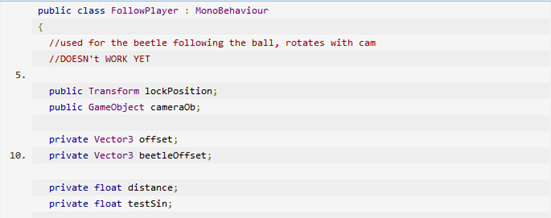 public class FollowPlayer : MonoBehaviour
{
//used for the beetle following the ball, rotates with cam
//DOESN't WORK YET
5.
public Transform lockPosition;
public GameObject cameraOb;
private Vector3 offset;
10. private Vector3 beetleOffset;
private float distance;
private float testSin;